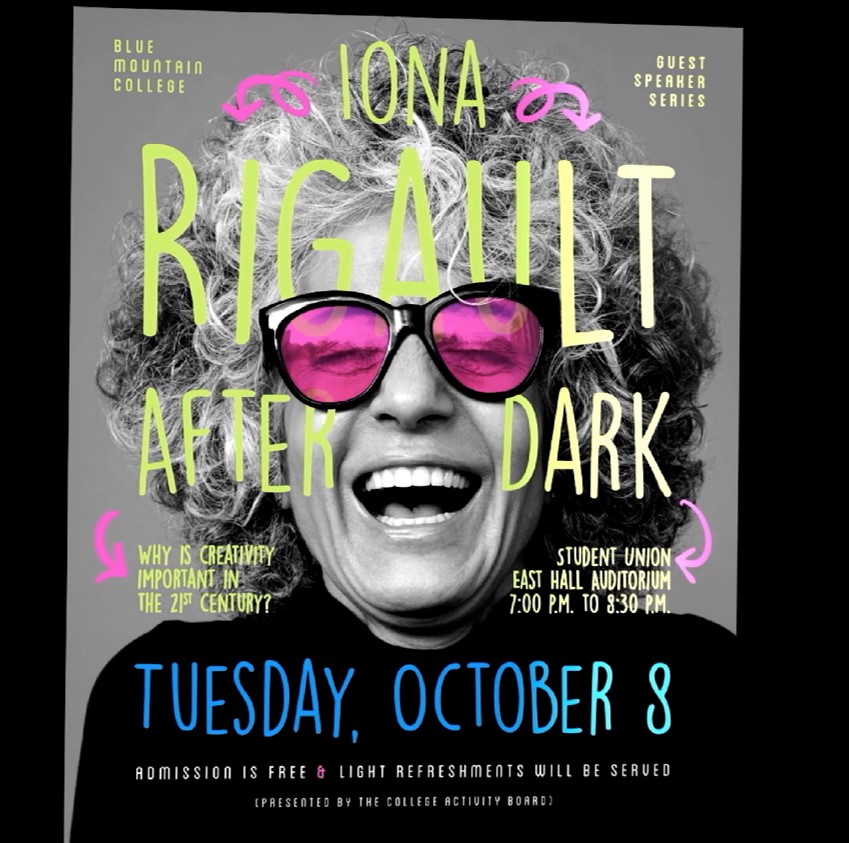 BLUE
MOUNTAIN
COLLEGE
IONA
GUEST
SPEAKER
SERIES
RIGAULT
AFTER DARK
WHY IS CREATIVITY
IMPORTANT IN
THE 21ST CENTURY?
STUDENT UNION
EAST HALL AUDITORIUM
7:00 P.M. TO 8:30 P.M.
TUESDAY, OCTOBER 8
ADMISSION IS FREE & LIGHT REFRESHMENTS WILL BE SERVED
(PRESENTED BY THE COLLEGE ACTIVITY BOARD)